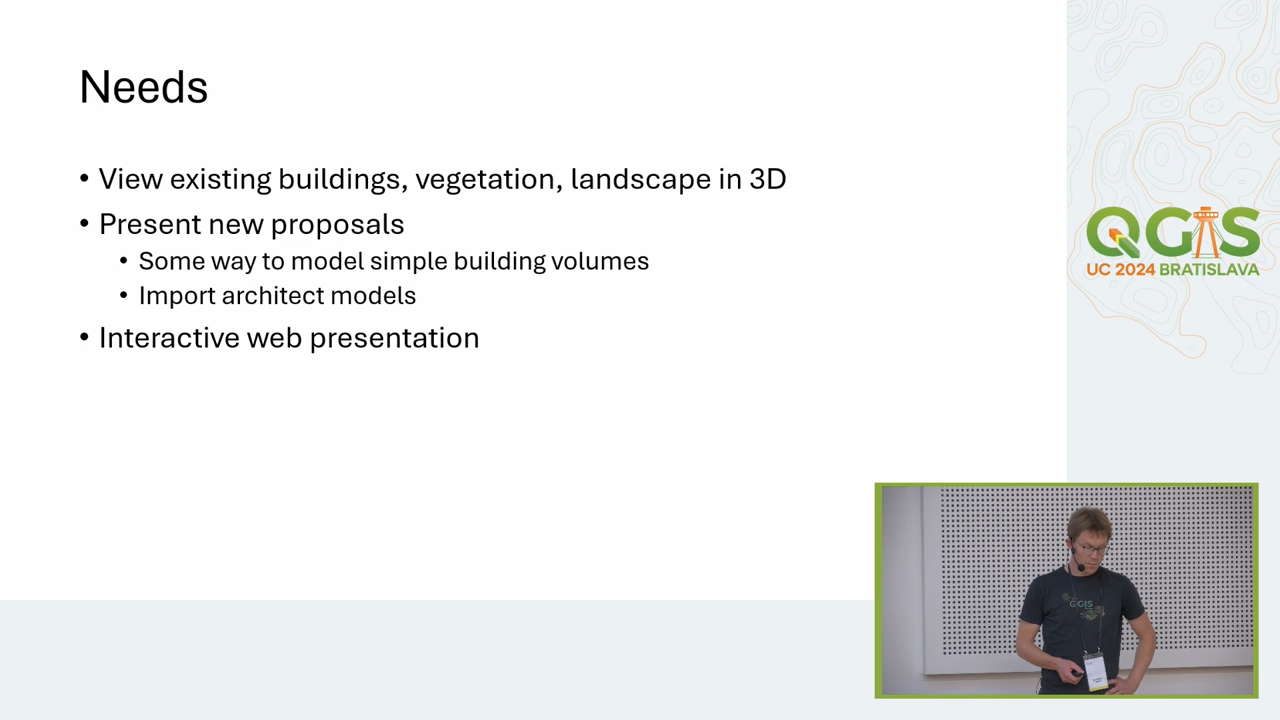 Needs
• View existing buildings, vegetation, landscape in 3D
• Present new proposals
• Some way to model simple building volumes
• Import architect models
• Interactive web presentation
QGIS
UC 2024 BRATISLAVA
QGIS